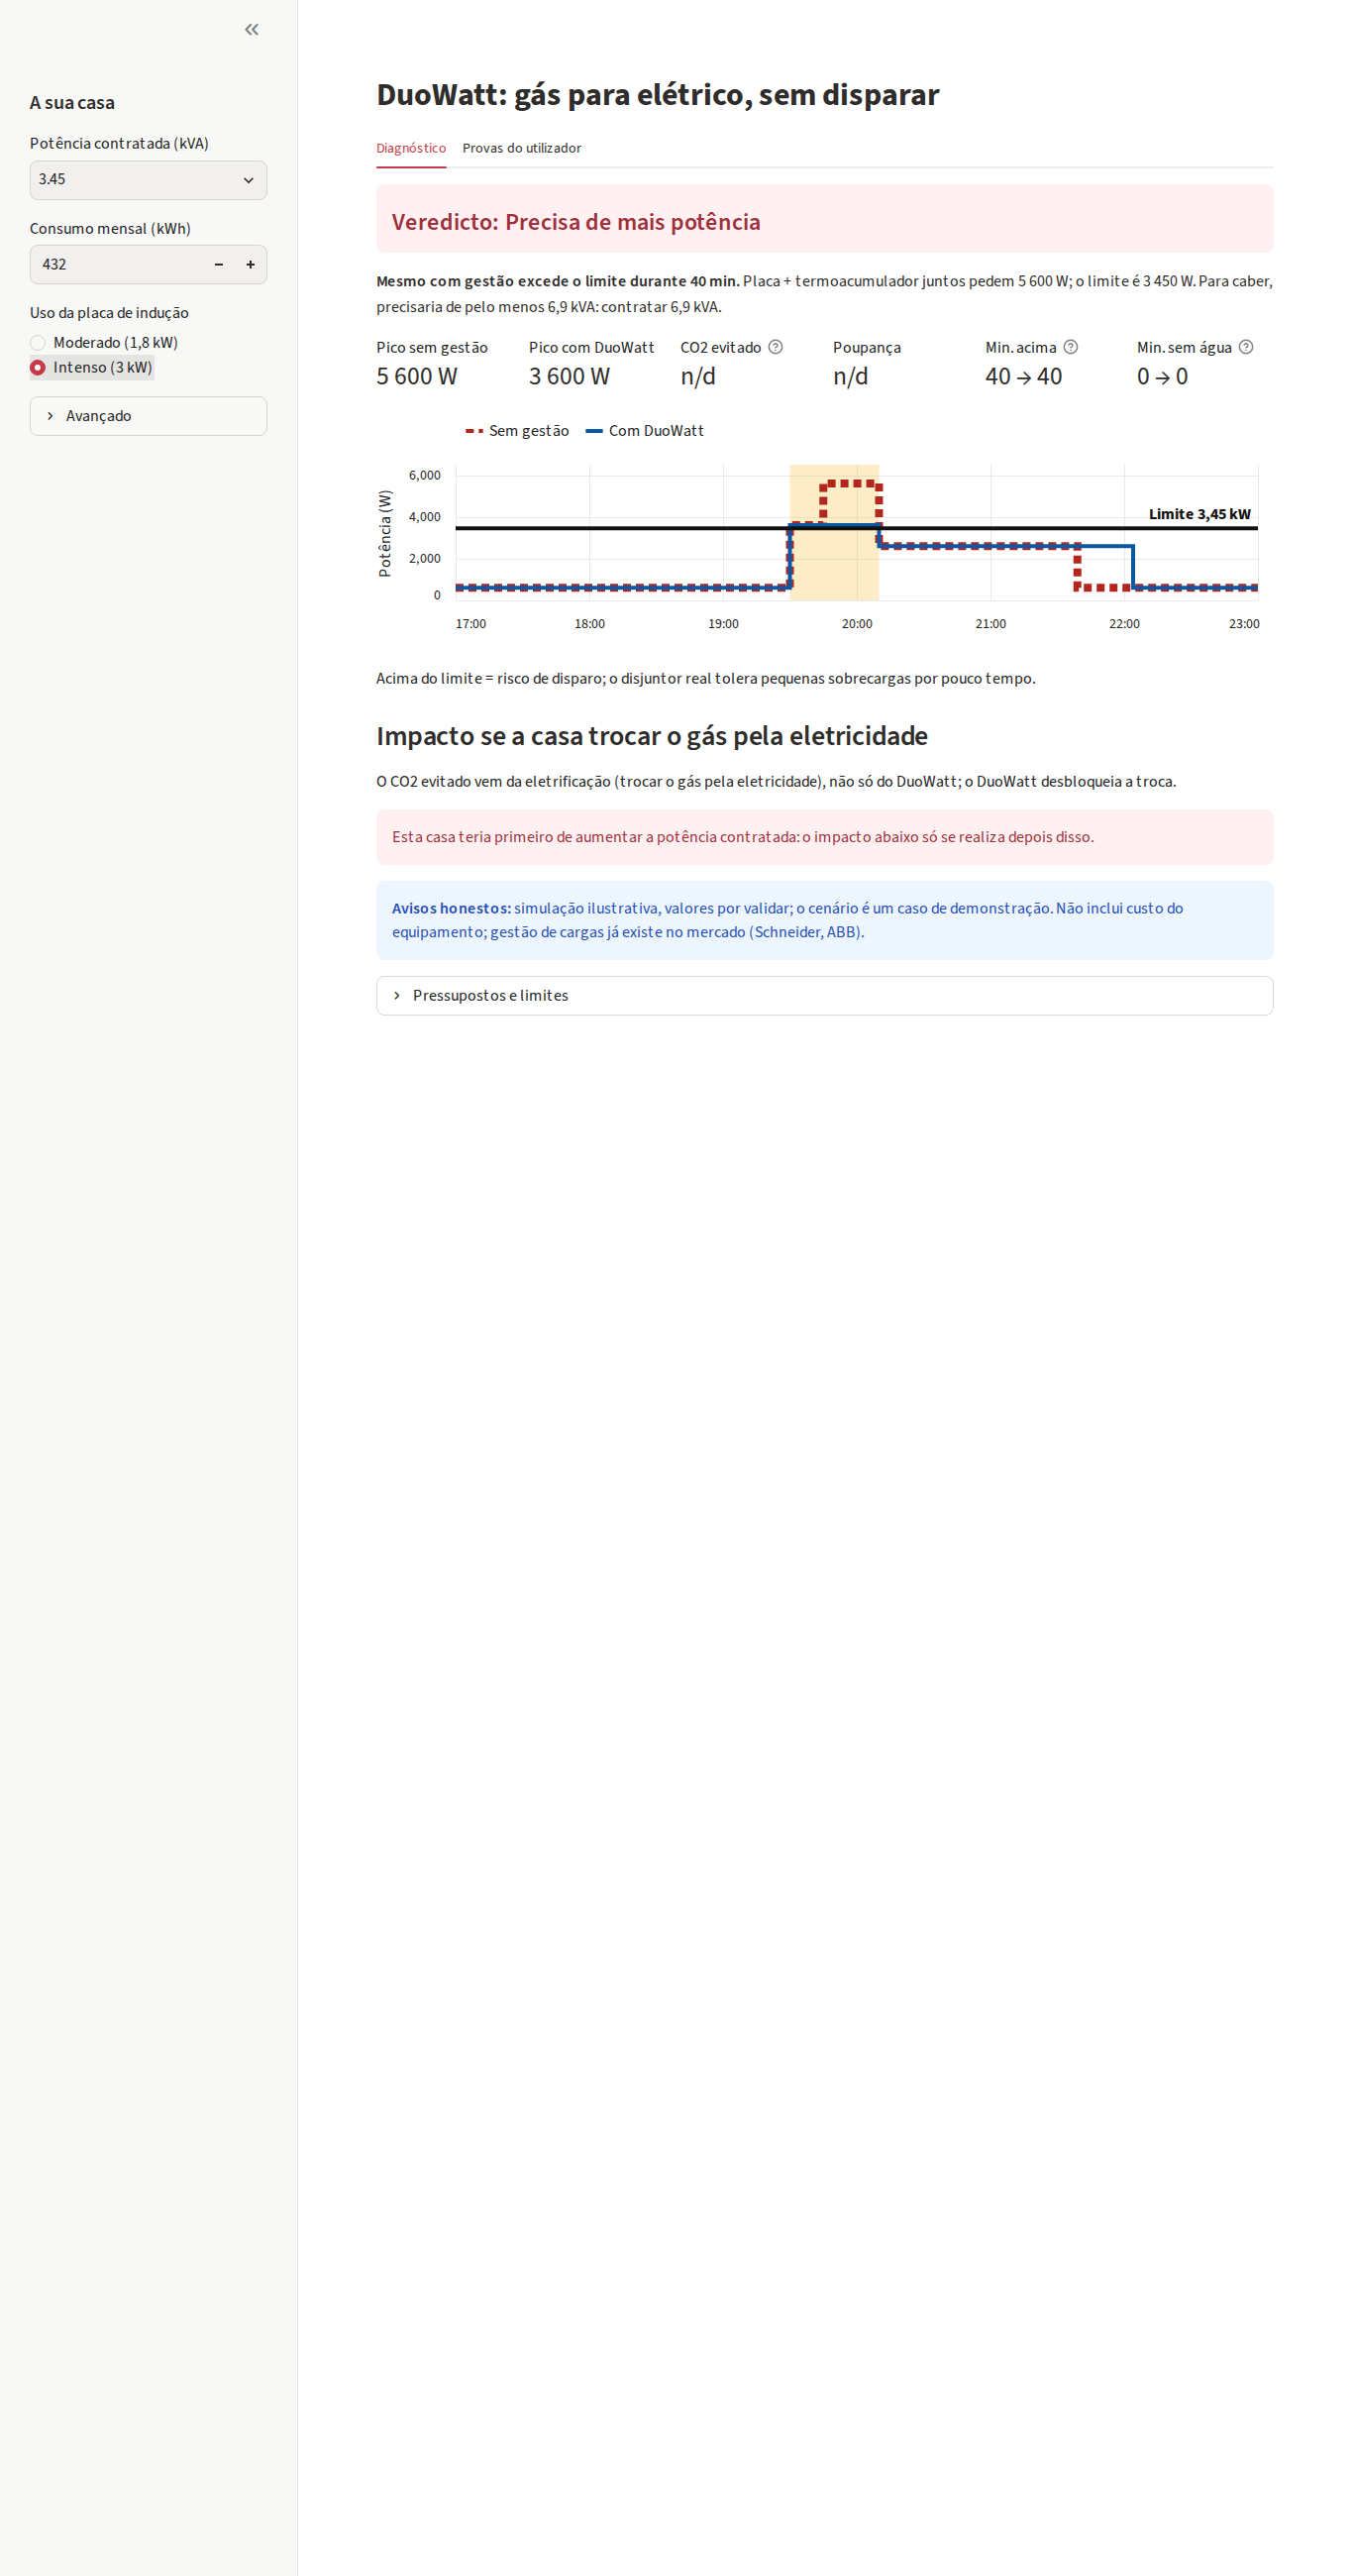 A sua casa
Potência contratada (kVA)
3.45
Consumo mensal (kWh)
432
Uso da placa de indução
Moderado (1,8 kW)
Intenso (3 kW)
Avançado
DuoWatt: gás para elétrico, sem disparar
Diagnóstico Provas do utilizador
Veredicto: Precisa de mais potência
Mesmo com gestão excede o limite durante 40 min. Placa + termoacumulador juntos pedem 5 600 W; o limite é 3 450 W. Para caber,
precisaria de pelo menos 6,9 kVA: contratar 6,9 kVA.
Pico sem gestão Pico com DuoWatt CO2 evitado Poupança Min. acima Min. sem água
5 600 W 3 600 W n/d n/d 40 → 40 0 → 0
Sem gestão Com DuoWatt
Potência (W)
6,000
4,000
2,000
0
Limite 3,45 kW
17:00 18:00 19:00 20:00 21:00 22:00 23:00
Acima do limite = risco de disparo; o disjuntor real tolera pequenas sobrecargas por pouco tempo.
Impacto se a casa trocar o gás pela eletricidade
O CO2 evitado vem da eletrificação (trocar o gás pela eletricidade), não só do DuoWatt; o DuoWatt desbloqueia a troca.
Esta casa teria primeiro de aumentar a potência contratada: o impacto abaixo só se realiza depois disso.
Avisos honestos: simulação ilustrativa, valores por validar; o cenário é um caso de demonstração. Não inclui custo do
equipamento; gestão de cargas já existe no mercado (Schneider, ABB).
Pressupostos e limites